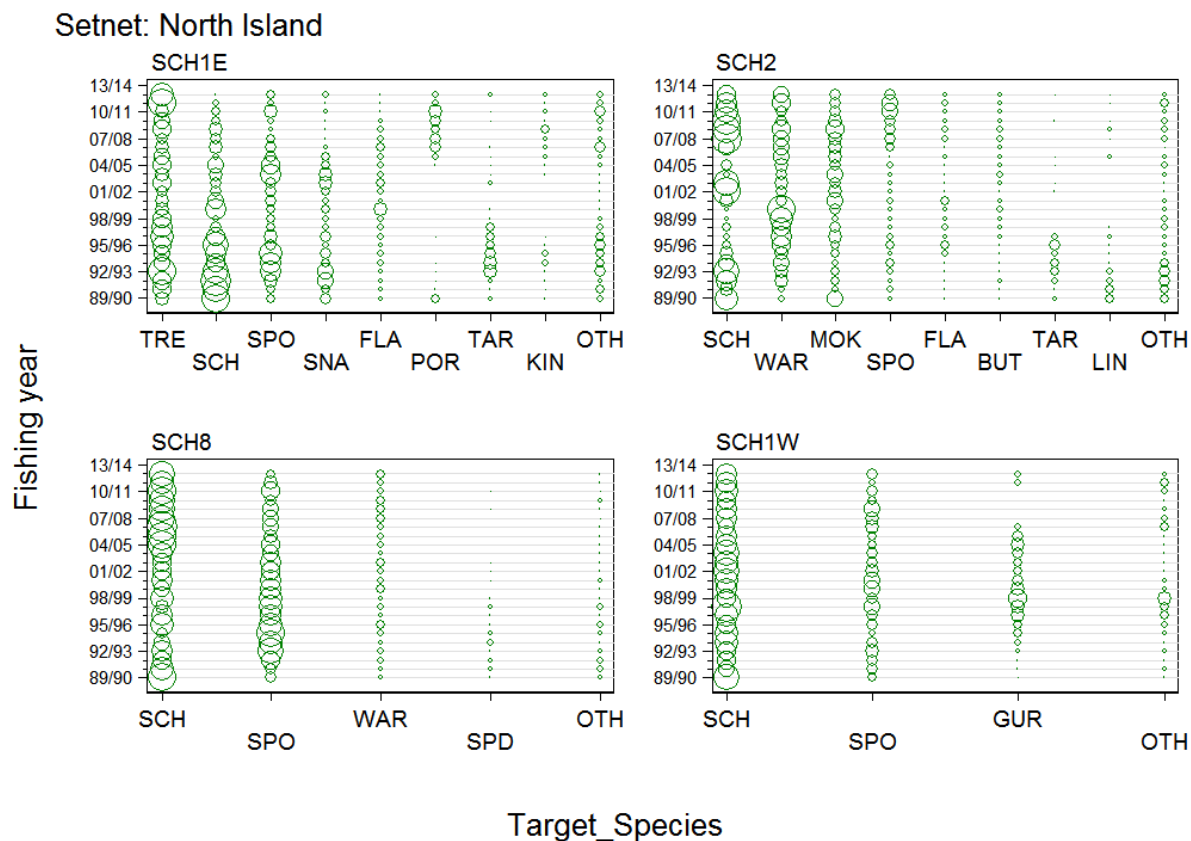 Setnet: North Island
SCH1E
13/14
10/11
07/08
04/05
01/02
98/99
95/96
92/93
89/90
TRE SPO FLA TAR OTH
SCH SNA POR KIN
SCH2
13/14
10/11
07/08
04/05
01/02
98/99
95/96
92/93
89/90
SCH MOK FLA TAR OTH
WAR SPO BUT LIN
Fishing year
SCH8
13/14
10/11
07/08
04/05
01/02
98/99
95/96
92/93
89/90
SCH WAR OTH
SPO SPD
SCH1W
13/14
10/11
07/08
04/05
01/02
98/99
95/96
92/93
89/90
SCH GUR
SPO OTH
Target_Species